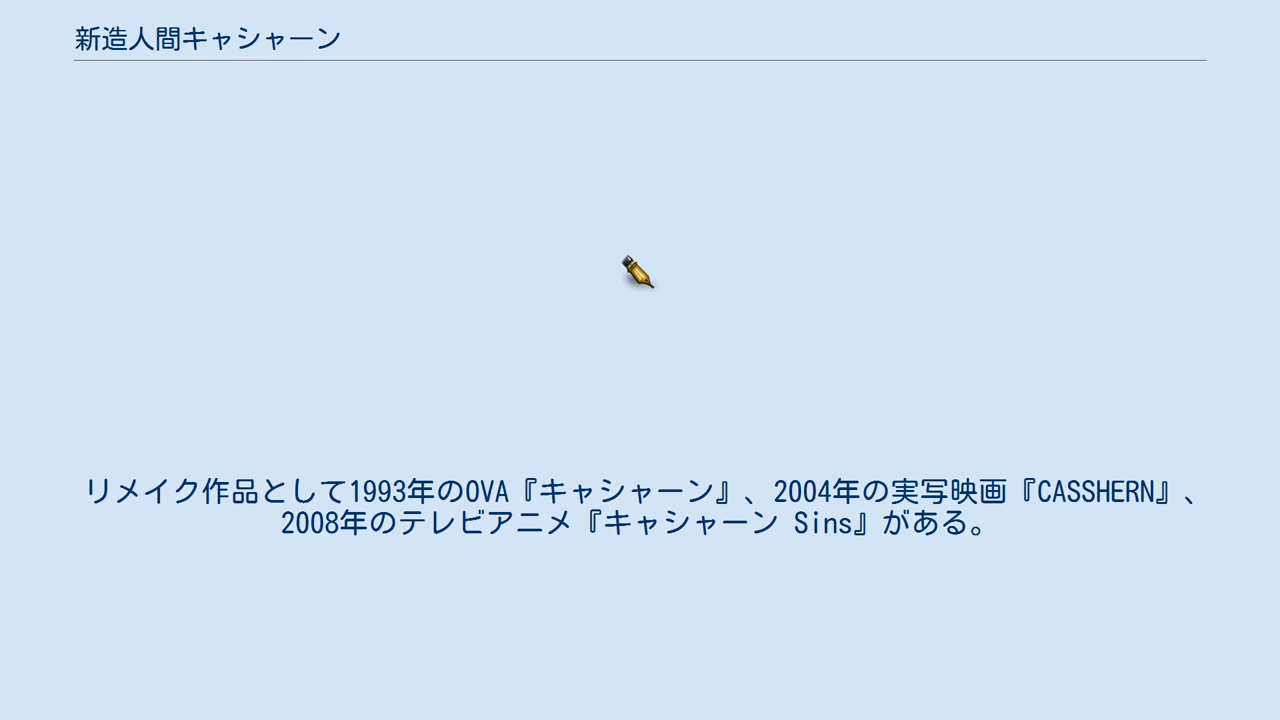 新造人間キャシャーン
リメイク作品として1993年のOVA『キャシャーン』、2004年の実写映画『CASSHERN』、
2008年のテレビアニメ『キャシャーン Sins』がある。